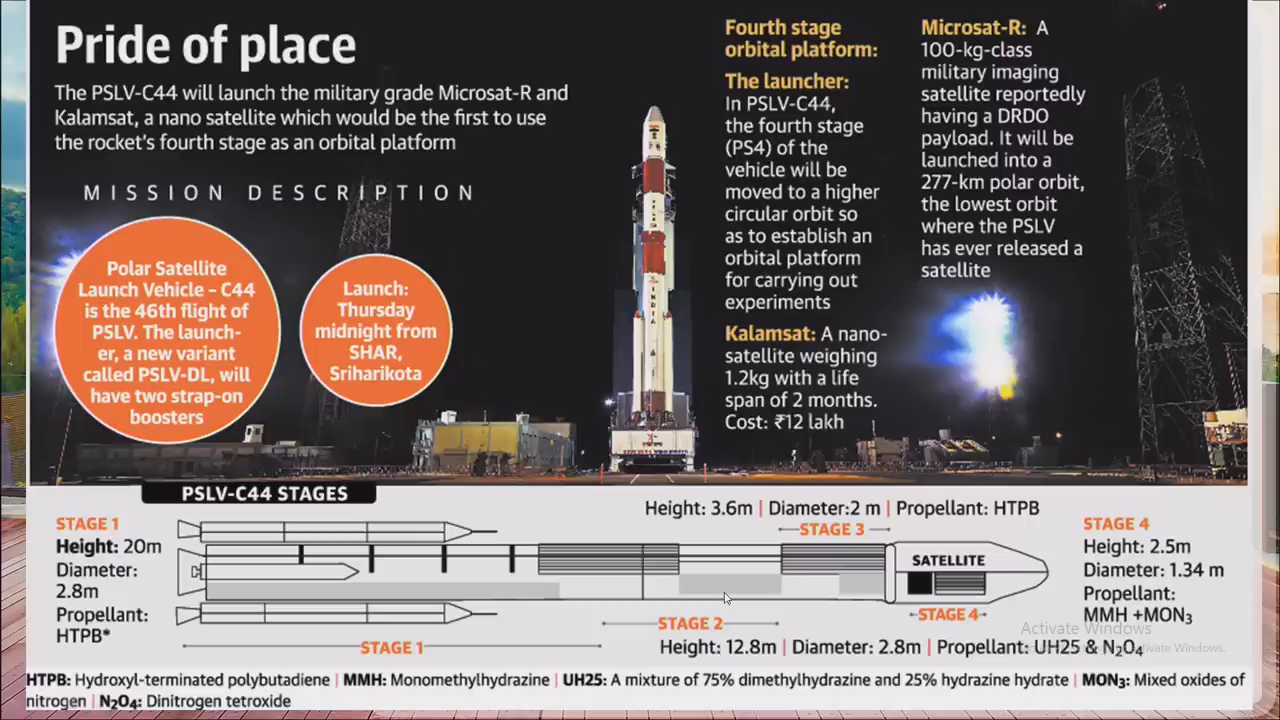 Pride of place
The PSLV-C44 will launch the military grade Microsat-R and
Kalamsat, a nano satellite which would be the first to use
the rocket's fourth stage as an orbital platform
MISSION DESCRIPTION
Polar Satellite
Launch Vehicle – C44
is the 46th flight of
PSLV. The launch-
er, a new variant
called PSLV-DL, will
have two strap-on
boosters
Launch:
Thursday
midnight from
SHAR,
Sriharikota
Fourth stage
orbital platform:
The launcher:
In PSLV-C44,
the fourth stage
(PS4) of the
vehicle will be
moved to a higher
circular orbit so
as to establish an
orbital platform
for carrying out
experiments
Kalamsat: A nano-
satellite weighing
1.2kg with a life
span of 2 months.
Cost: ₹12 lakh
Microsat-R: A
100-kg-class
military imaging
satellite reportedly
having a DRDO
payload. It will be
launched into a
277-km polar orbit,
the lowest orbit
where the PSLV
has ever released a
satellite
INDIA
PSLV-C44 STAGES
STAGE 1
Height: 20m
Diameter:
2.8m
Propellant:
HTPB*
STAGE 1
Height: 3.6m | Diameter:2 m | Propellant: HTPB
STAGE 3
SATELLITE
STAGE 4
STAGE 2
Height: 12.8m | Diameter: 2.8m | Propellant: UH25 & N₂O₄
STAGE 4
Height: 2.5m
Diameter: 1.34 m
Propellant:
MMH +MON₃
Activate Windows
HTPB: Hydroxyl-terminated polybutadiene | MMH: Monomethylhydrazine | UH25: A mixture of 75% dimethylhydrazine and 25% hydrazine hydrate | MON₃: Mixed oxides of
nitrogen | N₂O₄: Dinitrogen tetroxide